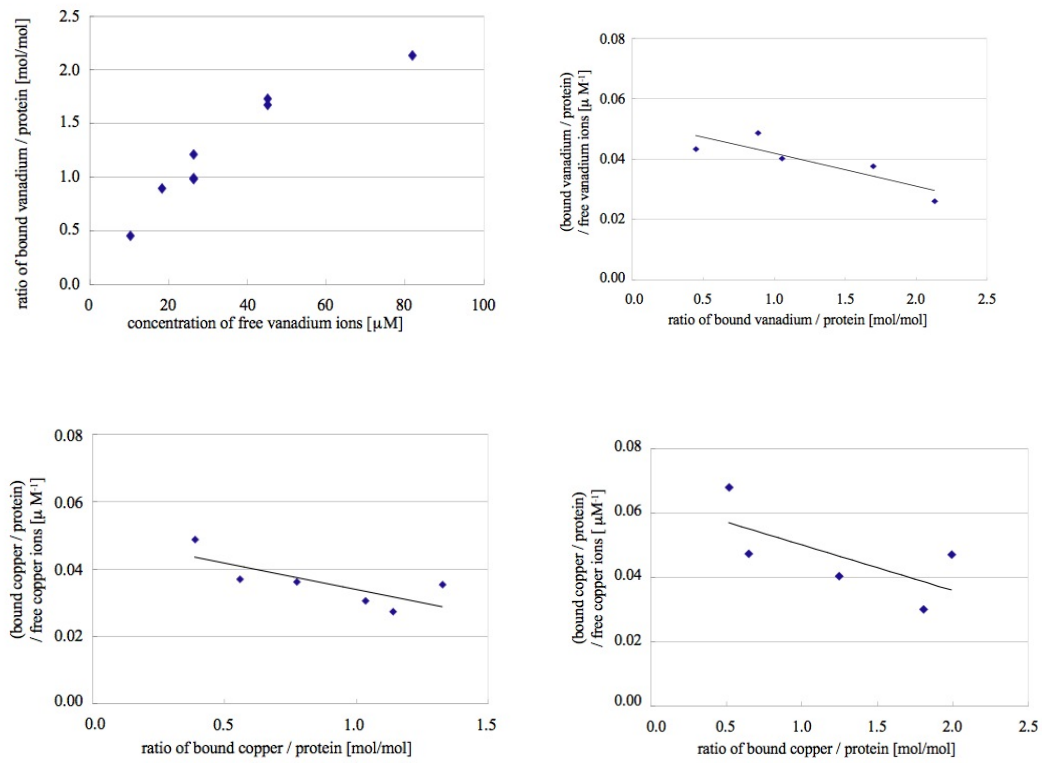 ratio of bound vanadium / protein [mol/mol]
2.5
2.0
1.5
1.0
0.5
0.0
0 20 40 60 80 100
concentration of free vanadium ions [µM]
(bound vanadium / protein)
/ free vanadium ions [µ M⁻¹]
0.08
0.06
0.04
0.02
0.00
0.0 0.5 1.0 1.5 2.0 2.5
ratio of bound vanadium / protein [mol/mol]
(bound copper / protein)
/ free copper ions [µ M⁻¹]
0.08
0.06
0.04
0.02
0.00
0.0 0.5 1.0 1.5
ratio of bound copper / protein [mol/mol]
(bound copper / protein)
/ free copper ions [ µM⁻¹]
0.08
0.06
0.04
0.02
0.00
0.0 0.5 1.0 1.5 2.0 2.5
ratio of bound copper / protein [mol/mol]